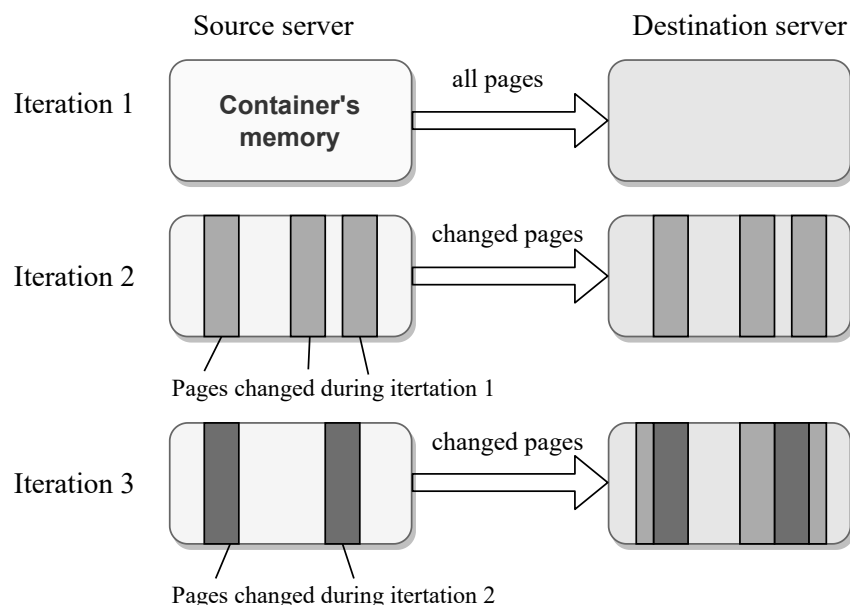 Source server
Destination server
Iteration 1
Container's
memory
all pages
Iteration 2
changed pages
Pages changed during itertation 1
Iteration 3
changed pages
Pages changed during itertation 2